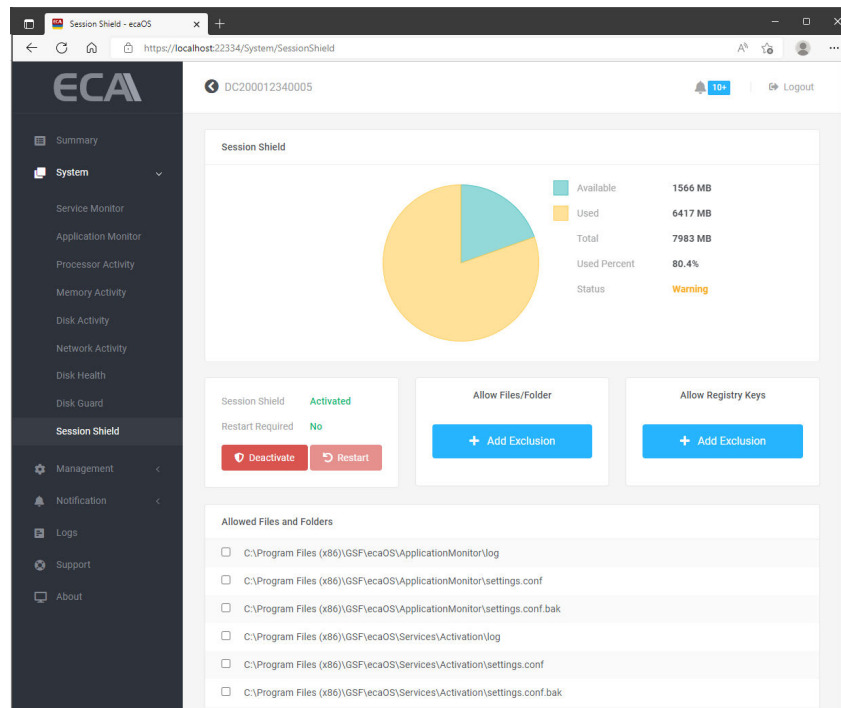 Session Shield - ecaOS
https://localhost:22334/System/SessionShield
ECA
DC200012340005
10+
Logout
Summary
System
Service Monitor
Application Monitor
Processor Activity
Memory Activity
Disk Activity
Network Activity
Disk Health
Disk Guard
Session Shield
Management
Notification
Logs
Support
About
Session Shield
Available 1566 MB
Used 6417 MB
Total 7983 MB
Used Percent 80.4%
Status Warning
Session Shield Activated
Restart Required No
Deactivate Restart
Allow Files/Folder
+ Add Exclusion
Allow Registry Keys
+ Add Exclusion
Allowed Files and Folders
C:\Program Files (x86)\GSF\ecaOS\ApplicationMonitor\log
C:\Program Files (x86)\GSF\ecaOS\ApplicationMonitor\settings.conf
C:\Program Files (x86)\GSF\ecaOS\ApplicationMonitor\settings.conf.bak
C:\Program Files (x86)\GSF\ecaOS\Services\Activation\log
C:\Program Files (x86)\GSF\ecaOS\Services\Activation\settings.conf
C:\Program Files (x86)\GSF\ecaOS\Services\Activation\settings.conf.bak